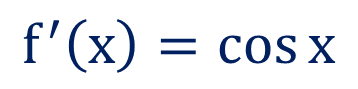 f′(x) = cos x